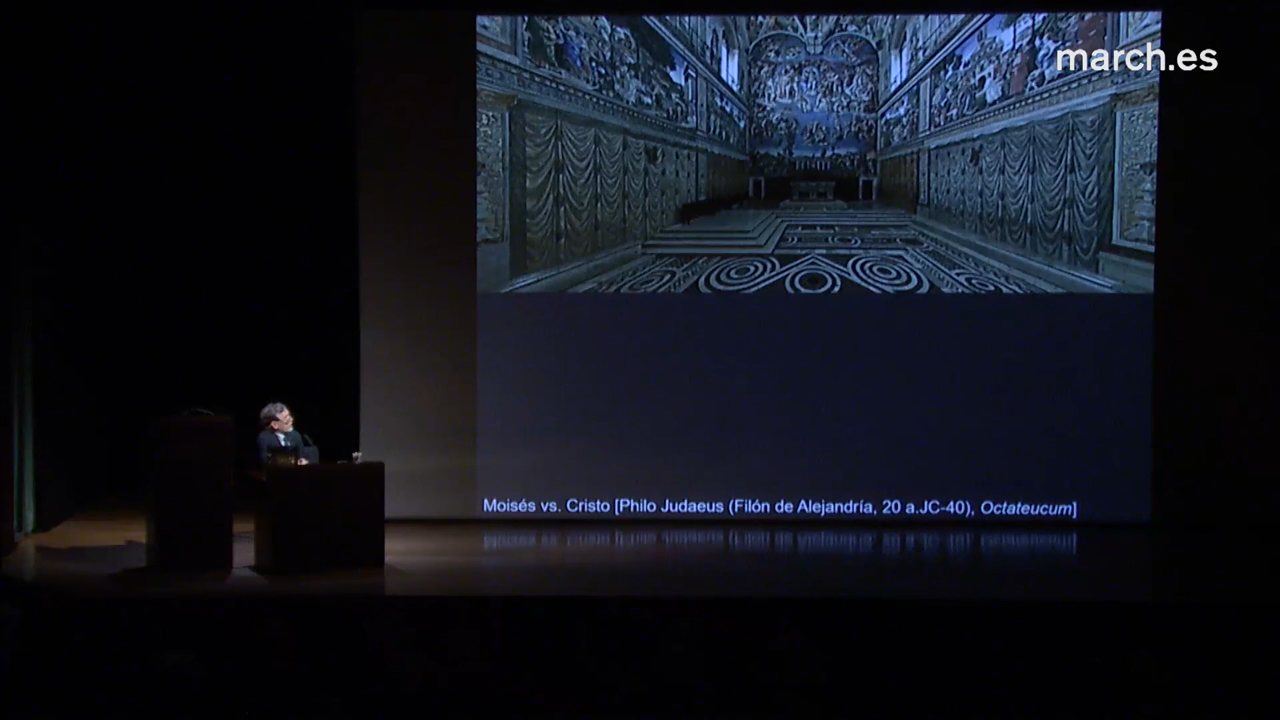 march.es
Moisés vs. Cristo [Philo Judaeus (Filón de Alejandría, 20 a.JC-40), Octateucum]